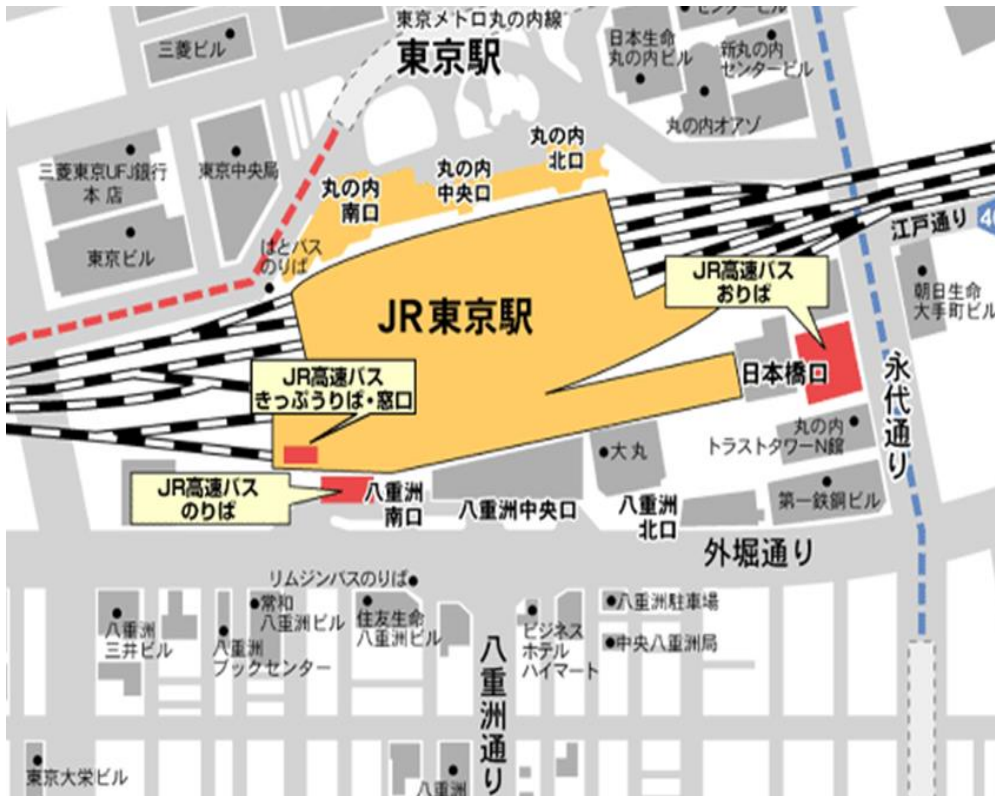 東京メトロ丸の内線
東京駅
三菱ビル
日本生命
丸の内ビル
新丸の内
センタービル
丸の内オアゾ
三菱東京UFJ銀行
本店
東京中央局
東京ビル
丸の内
南口
丸の内
中央口
丸の内
北口
はとバス
のりば
JR東京駅
JR高速バス
おりば
江戸通り
朝日生命
大手町ビル
JR高速バス
きっぷうりば・窓口
日本橋口
永代通り
丸の内
トラストタワーN館
JR高速バス
のりば
八重洲
南口
八重洲中央口
大丸
八重洲
北口
第一鉄鋼ビル
外堀通り
リムジンバスのりば
八重洲
三井ビル
常和
八重洲ビル
八重洲
ブックセンター
住友生命
八重洲ビル
八重洲通り
ビジネス
ホテル
ハイマート
八重洲駐車場
中央八重洲局
東京大栄ビル
八重洲